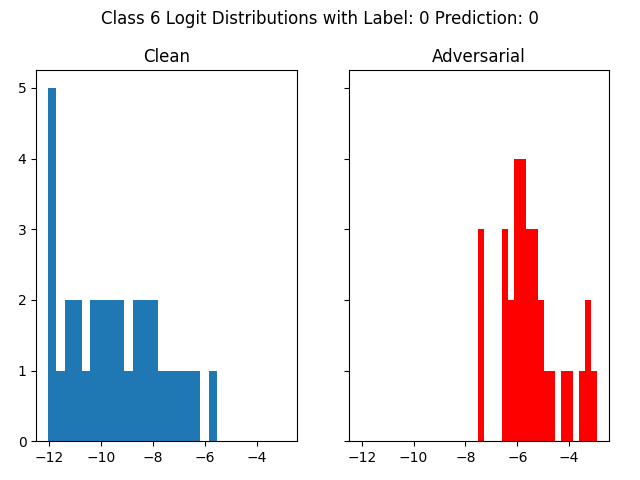 Class 6 Logit Distributions with Label: 0 Prediction: 0
Clean
Adversarial
5
4
3
2
1
0
−12 −10 −8 −6 −4
−12 −10 −8 −6 −4